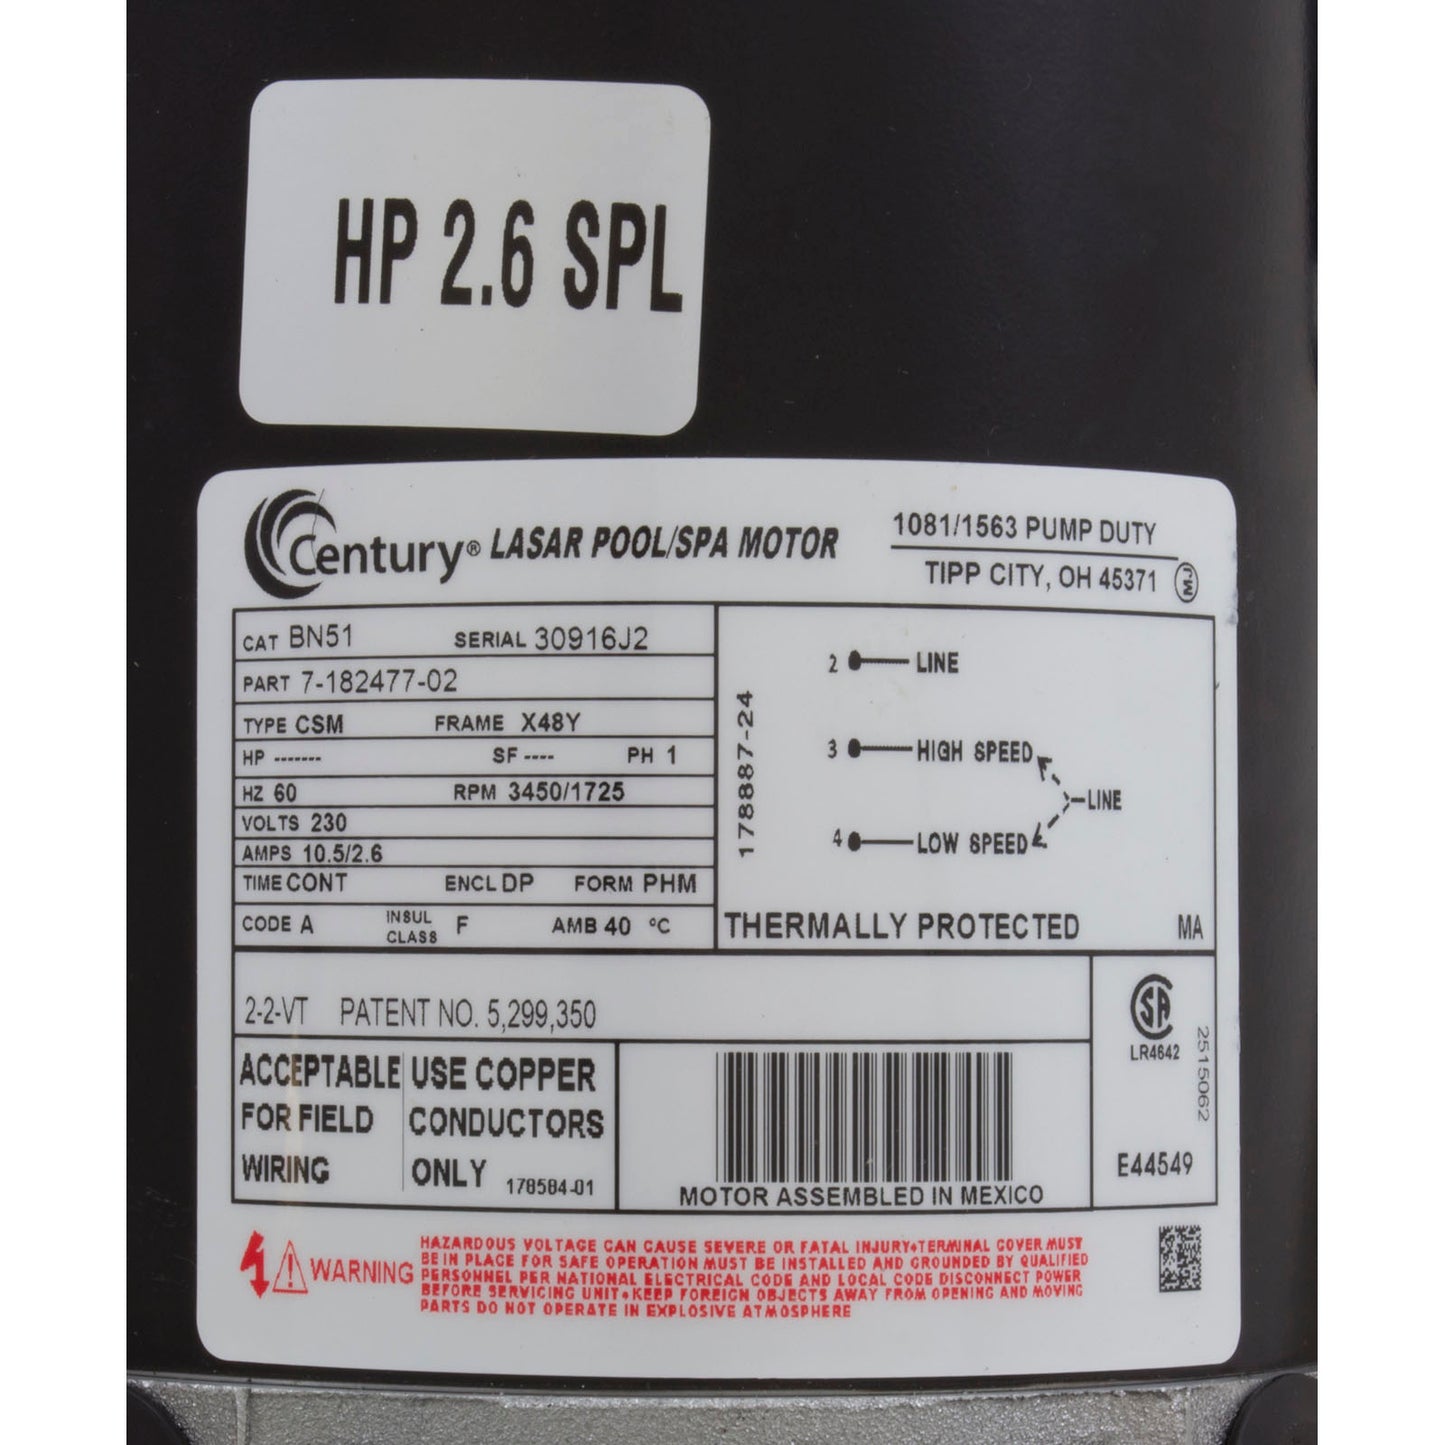 HP 2.6 SPL
Century® LASAR POOL/SPA MOTOR
1081/1563 PUMP DUTY
TIPP CITY, OH 45371
CAT BN51 SERIAL 30916J2
PART 7-182477-02
TYPE CSM FRAME X48Y
HP ------- SF ---- PH 1
HZ 60 RPM 3450/1725
VOLTS 230
AMPS 10.5/2.6
TIME CONT ENCL DP FORM PHM
CODE A INSUL CLASS F AMB 40 °C
178887-24
2 LINE
3 HIGH SPEED
LINE
4 LOW SPEED
THERMALLY PROTECTED MA
2-2-VT PATENT NO. 5,299,350
ACCEPTABLE
FOR FIELD
WIRING
USE COPPER
CONDUCTORS
ONLY 178584-01
MOTOR ASSEMBLED IN MEXICO
LR4642
2515062
E44549
WARNING
HAZARDOUS VOLTAGE CAN CAUSE SEVERE OR FATAL INJURY•TERMINAL COVER MUST
BE IN PLACE FOR SAFE OPERATION MUST BE INSTALLED AND GROUNDED BY QUALIFIED
PERSONNEL PER NATIONAL ELECTRICAL CODE AND LOCAL CODE DISCONNECT POWER
BEFORE SERVICING UNIT•KEEP FOREIGN OBJECTS AWAY FROM OPENING AND MOVING
PARTS DO NOT OPERATE IN EXPLOSIVE ATMOSPHERE